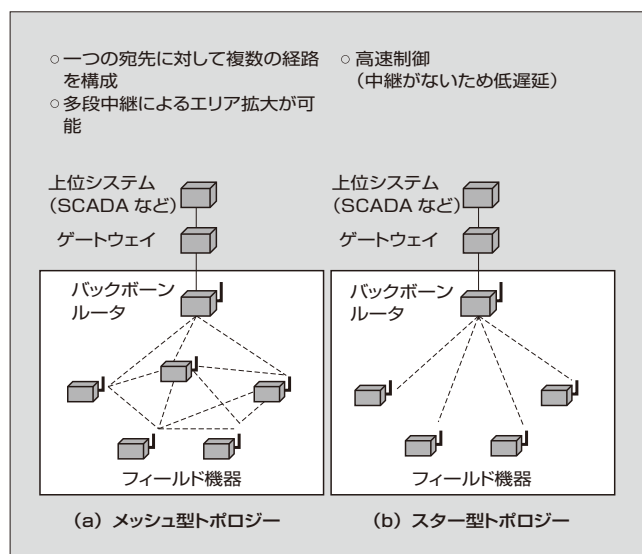 ○一つの宛先に対して複数の経路
を構成
○多段中継によるエリア拡大が可
能
○高速制御
(中継がないため低遅延)
上位システム
(SCADA など)
ゲートウェイ
バックボーン
ルータ
フィールド機器
(a) メッシュ型トポロジー
上位システム
(SCADA など)
ゲートウェイ
バックボーン
ルータ
フィールド機器
(b) スター型トポロジー